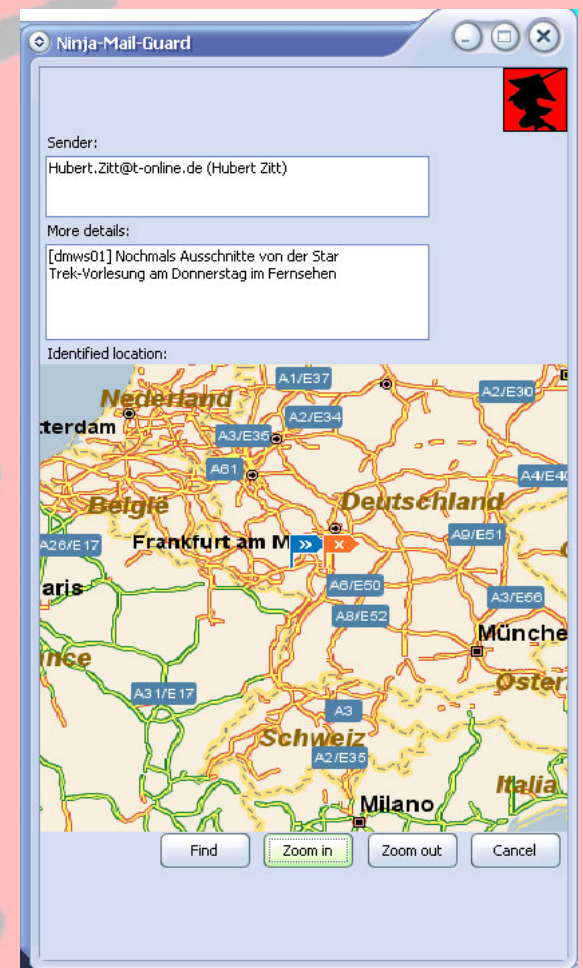 Ninja-Mail-Guard
Sender:
Hubert.Zitt@t-online.de (Hubert Zitt)
More details:
[dmws01] Nochmals Ausschnitte von der Star
Trek-Vorlesung am Donnerstag im Fernsehen
Identified location:
A1/E37
A2/E30
Nederland
A2/E34
tterdam
A3/E35
A61
A4/E40
België
Deutschland
A26/E17
Frankfurt am M
A9/E51
A6/E50
aris
A3/E56
A8/E52
Münche
nce
Öster
A31/E17
A3
Schweiz
A2/E35
Italia
Milano
Find
Zoom in
Zoom out
Cancel